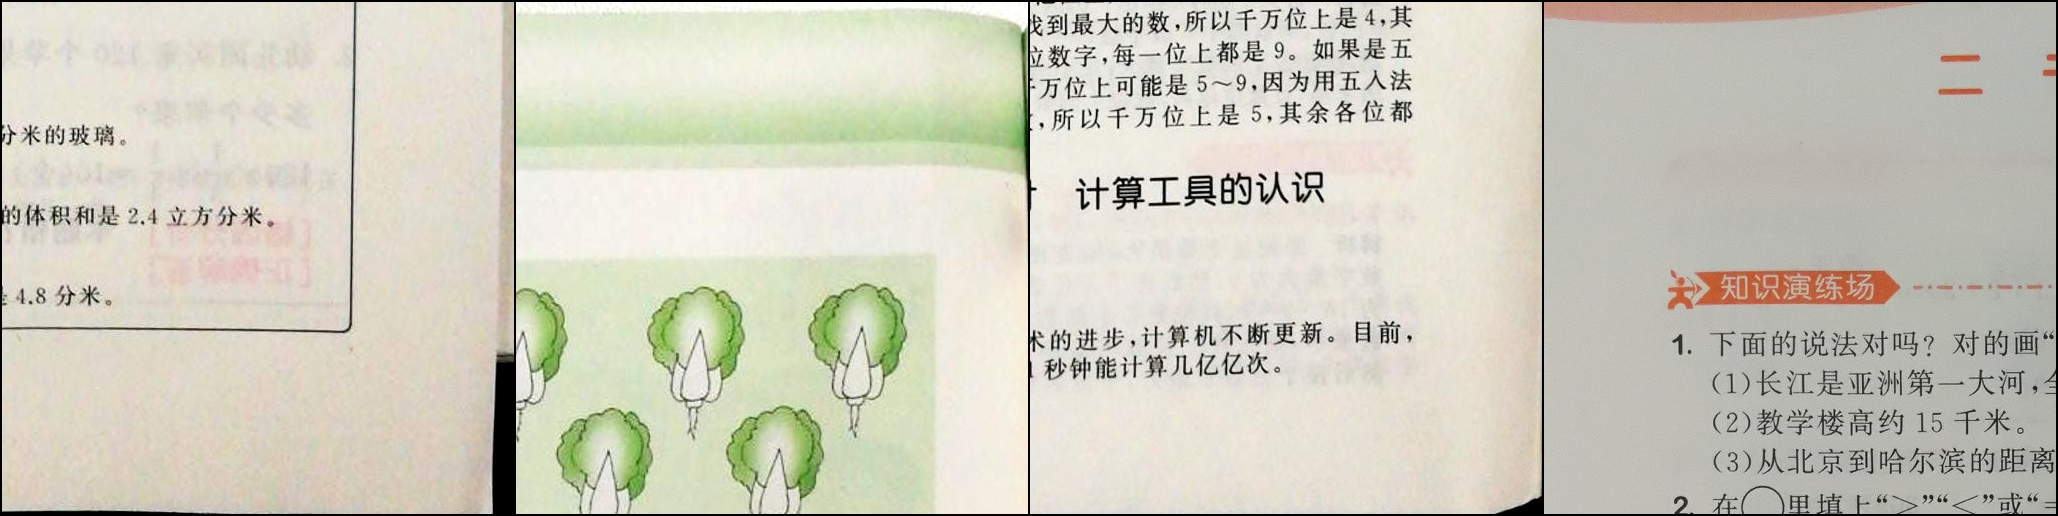 分米的玻璃。
的体积和是 2.4 立方分米。
4.8 分米。
找到最大的数,所以千万位上是 4,其
位数字,每一位上都是 9。如果是五
万位上可能是 5～9,因为用五入法
,所以千万位上是 5,其余各位都
计算工具的认识
术的进步,计算机不断更新。目前,
1 秒钟能计算几亿亿次。
二
知识演练场
1. 下面的说法对吗？对的画“
(1)长江是亚洲第一大河,
(2)教学楼高约 15 千米。
(3)从北京到哈尔滨的距离
2. 在○里填上“>”“<”或“=